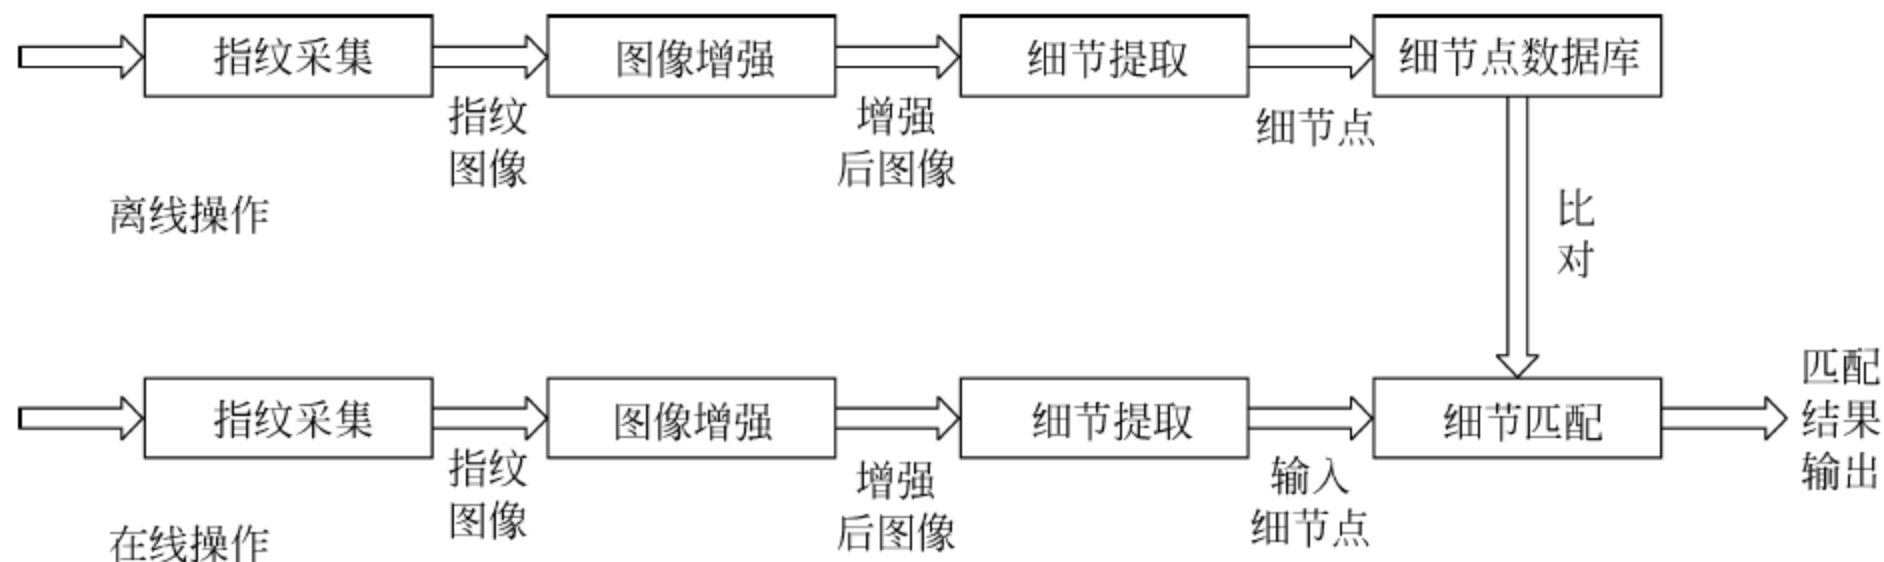 指纹采集
图像增强
细节提取
细节点数据库
指纹
图像
增强
后图像
细节点
离线操作
比
对
指纹采集
图像增强
细节提取
细节匹配
匹配
结果
输出
指纹
图像
增强
后图像
输入
细节点
在线操作